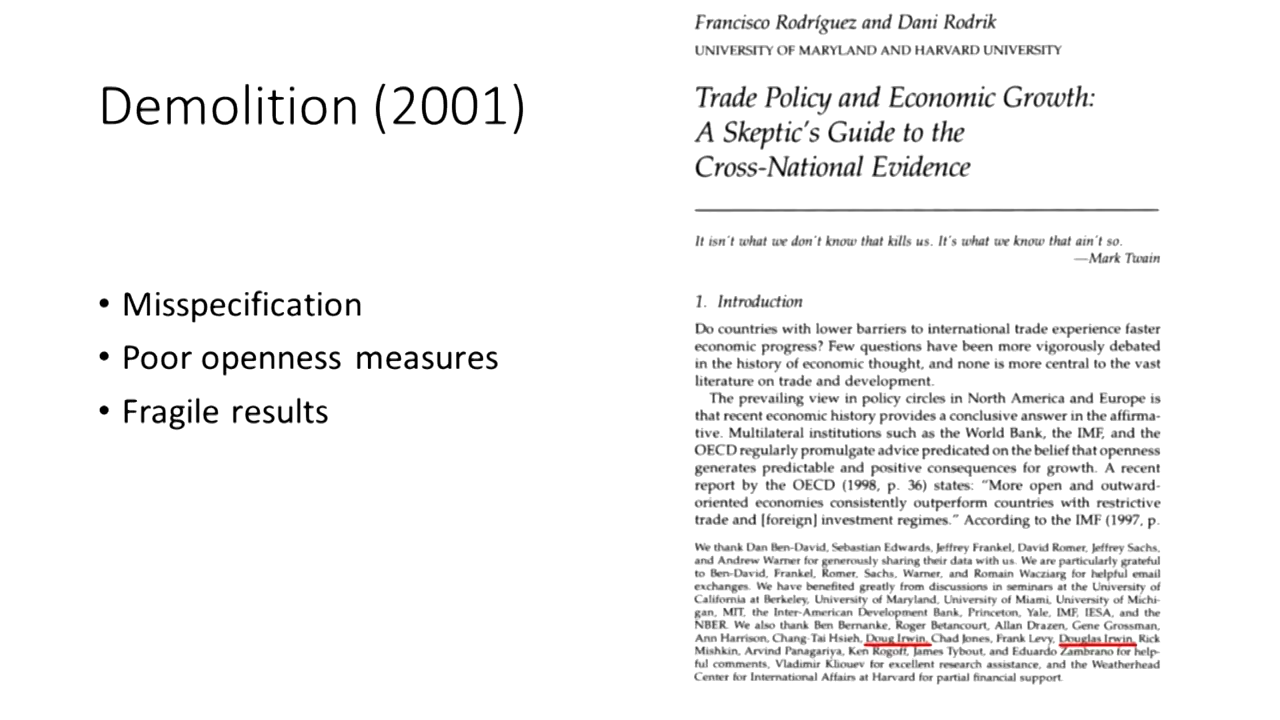 Demolition (2001)
• Misspecification
• Poor openness measures
• Fragile results
Francisco Rodríguez and Dani Rodrik
UNIVERSITY OF MARYLAND AND HARVARD UNIVERSITY
Trade Policy and Economic Growth:
A Skeptic's Guide to the
Cross-National Evidence
It isn't what we don't know that kills us. It's what we know that ain't so.
—Mark Twain
1. Introduction
Do countries with lower barriers to international trade experience faster
economic progress? Few questions have been more vigorously debated
in the history of economic thought, and none is more central to the vast
literature on trade and development.
The prevailing view in policy circles in North America and Europe is
that recent economic history provides a conclusive answer in the affirma-
tive. Multilateral institutions such as the World Bank, the IMF, and the
OECD regularly promulgate advice predicated on the belief that openness
generates predictable and positive consequences for growth. A recent
report by the OECD (1998, p. 36) states: "More open and outward-
oriented economies consistently outperform countries with restrictive
trade and [foreign] investment regimes." According to the IMF (1997, p.
We thank Dan Ben-David, Sebastian Edwards, Jeffrey Frankel, David Romer, Jeffrey Sachs,
and Andrew Warner for generously sharing their data with us. We are particularly grateful
to Ben-David, Frankel, Romer, Sachs, Warner, and Romain Wacziarg for helpful email
exchanges. We have benefited greatly from discussions in seminars at the University of
California at Berkeley, University of Maryland, University of Miami, University of Michi-
gan, MIT, the Inter-American Development Bank, Princeton, Yale, IMF, IESA, and the
NBER. We also thank Ben Bernanke, Roger Betancourt, Allan Drazen, Gene Grossman,
Ann Harrison, Chang-Tai Hsieh, Doug Irwin, Chad Jones, Frank Levy, Douglas Irwin, Rick
Mishkin, Arvind Panagariya, Ken Rogoff, James Tybout, and Eduardo Zambrano for help-
ful comments, Vladimir Kliouev for excellent research assistance, and the Weatherhead
Center for International Affairs at Harvard for partial financial support.